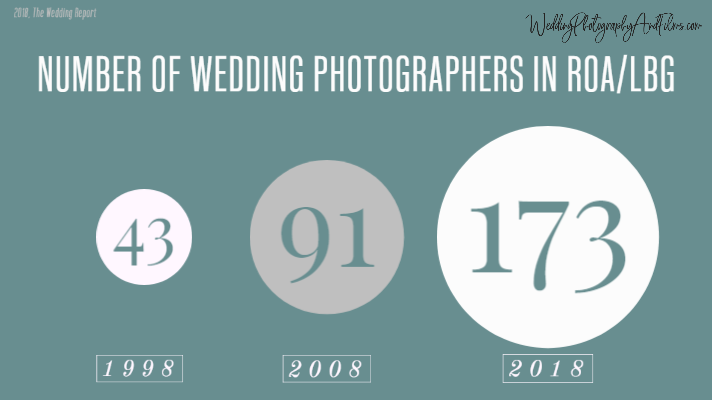 2018, The Wedding Report
WeddingPhotographyAndFilms.com
NUMBER OF WEDDING PHOTOGRAPHERS IN ROA/LBG
43
91
173
1998
2008
2018